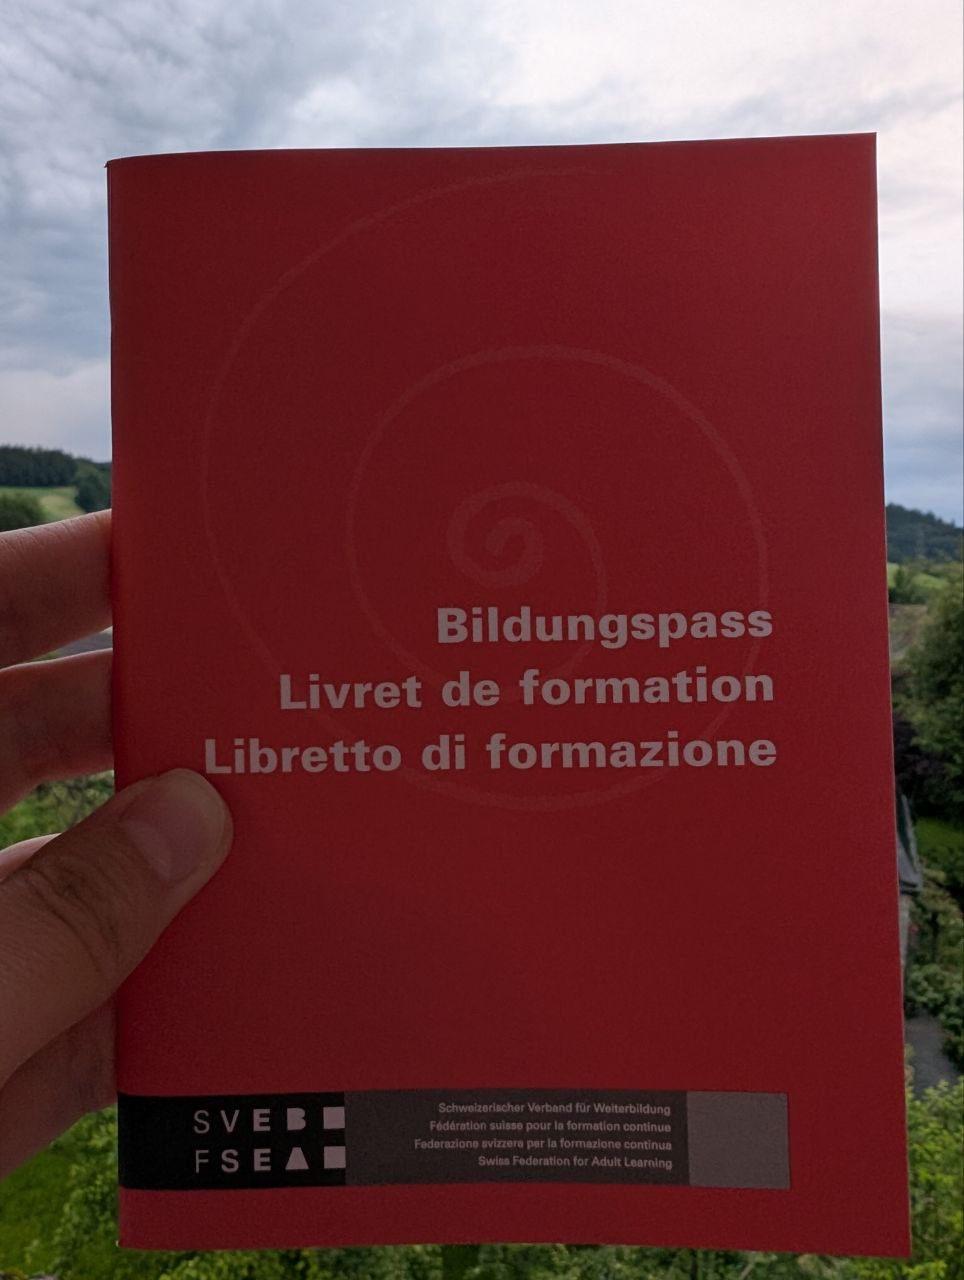 Bildungspass
Livret de formation
Libretto di formazione
SVEB
FSEA
Schweizerischer Verband für Weiterbildung
Fédération suisse pour la formation continue
Federazione svizzera per la formazione continua
Swiss Federation for Adult Learning